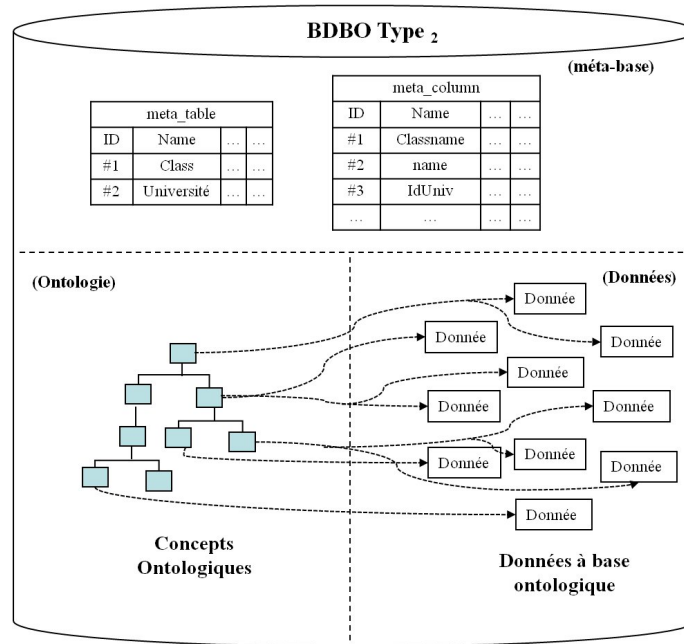 BDBO Type 2
(méta-base)
meta_table
ID Name ... ...
#1 Class ... ...
#2 Université ... ...
meta_column
ID Name ... ...
#1 Classname ... ...
#2 name ... ...
#3 IdUniv ... ...
... ... ... ...
(Ontologie)
(Données)
Donnée
Donnée
Donnée
Donnée
Donnée
Donnée
Donnée
Donnée
Donnée
Donnée
Concepts
Ontologiques
Données à base
ontologique